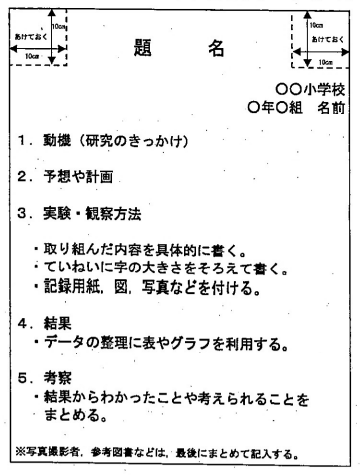 10cm
あけておく
10cm
10cm
あけておく
10cm
題 名
〇〇小学校
〇年〇組 名前
１．動機（研究のきっかけ）
２．予想や計画
３．実験・観察方法
・取り組んだ内容を具体的に書く。
・ていねいに字の大きさをそろえて書く。
・記録用紙，図，写真などを付ける。
４．結果
・データの整理に表やグラフを利用する。
５．考察
・結果からわかったことや考えられることを
まとめる。
※写真撮影者，参考図書などは，最後にまとめて記入する。